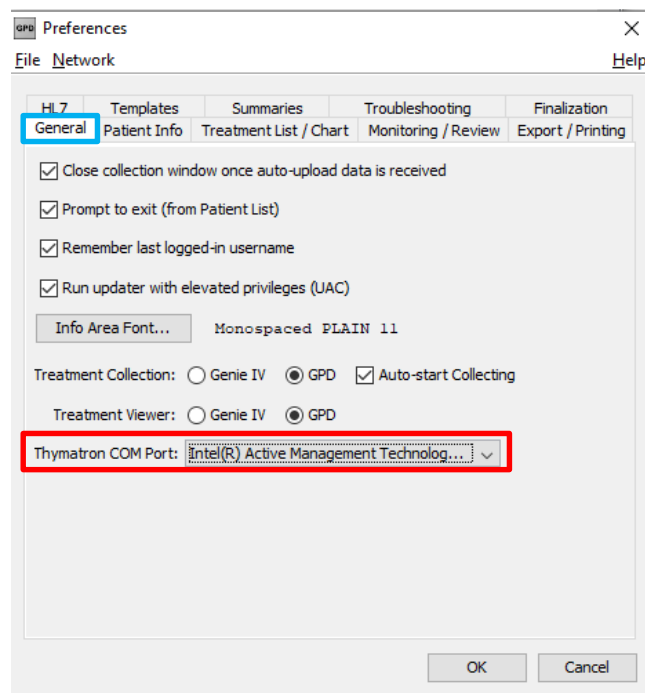 GPD Preferences
File Network Help
HL7 Templates Summaries Troubleshooting Finalization
General Patient Info Treatment List / Chart Monitoring / Review Export / Printing
Close collection window once auto-upload data is received
Prompt to exit (from Patient List)
Remember last logged-in username
Run updater with elevated privileges (UAC)
Info Area Font... Monospaced PLAIN 11
Treatment Collection: Genie IV GPD Auto-start Collecting
Treatment Viewer: Genie IV GPD
Thymatron COM Port: Intel(R) Active Management Technolog...
OK Cancel